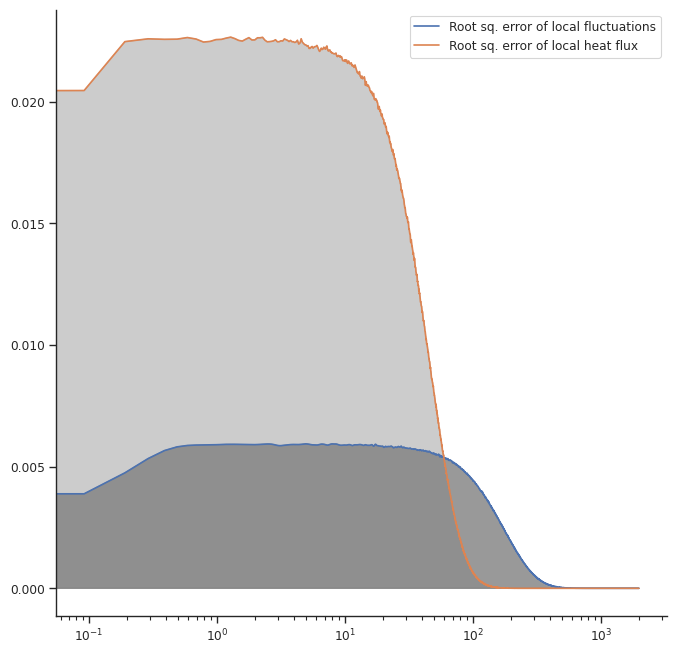 Root sq. error of local fluctuations
Root sq. error of local heat flux
0.020
0.015
0.010
0.005
0.000
10⁻¹ 10⁰ 10¹ 10² 10³